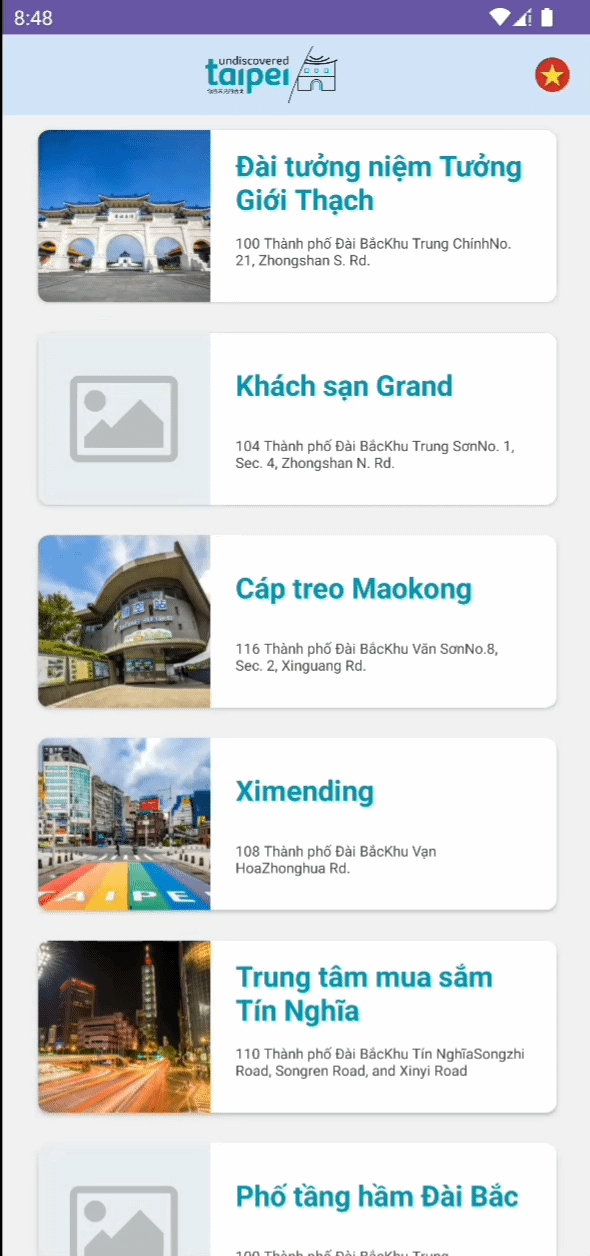 8:48
undiscovered
taipei
Đài tưởng niệm Tưởng
Giới Thạch
100 Thành phố Đài BắcKhu Trung ChínhNo.
21, Zhongshan S. Rd.
Khách sạn Grand
104 Thành phố Đài BắcKhu Trung SơnNo. 1,
Sec. 4, Zhongshan N. Rd.
Cáp treo Maokong
116 Thành phố Đài BắcKhu Văn SơnNo.8,
Sec. 2, Xinguang Rd.
Ximending
108 Thành phố Đài BắcKhu Vạn
HoaZhonghua Rd.
TAIPE
Trung tâm mua sắm
Tín Nghĩa
110 Thành phố Đài BắcKhu Tín NghĩaSongzhi
Road, Songren Road, and Xinyi Road
Phố tầng hầm Đài Bắc
100 Thành phố Đài BắcKhu Trung